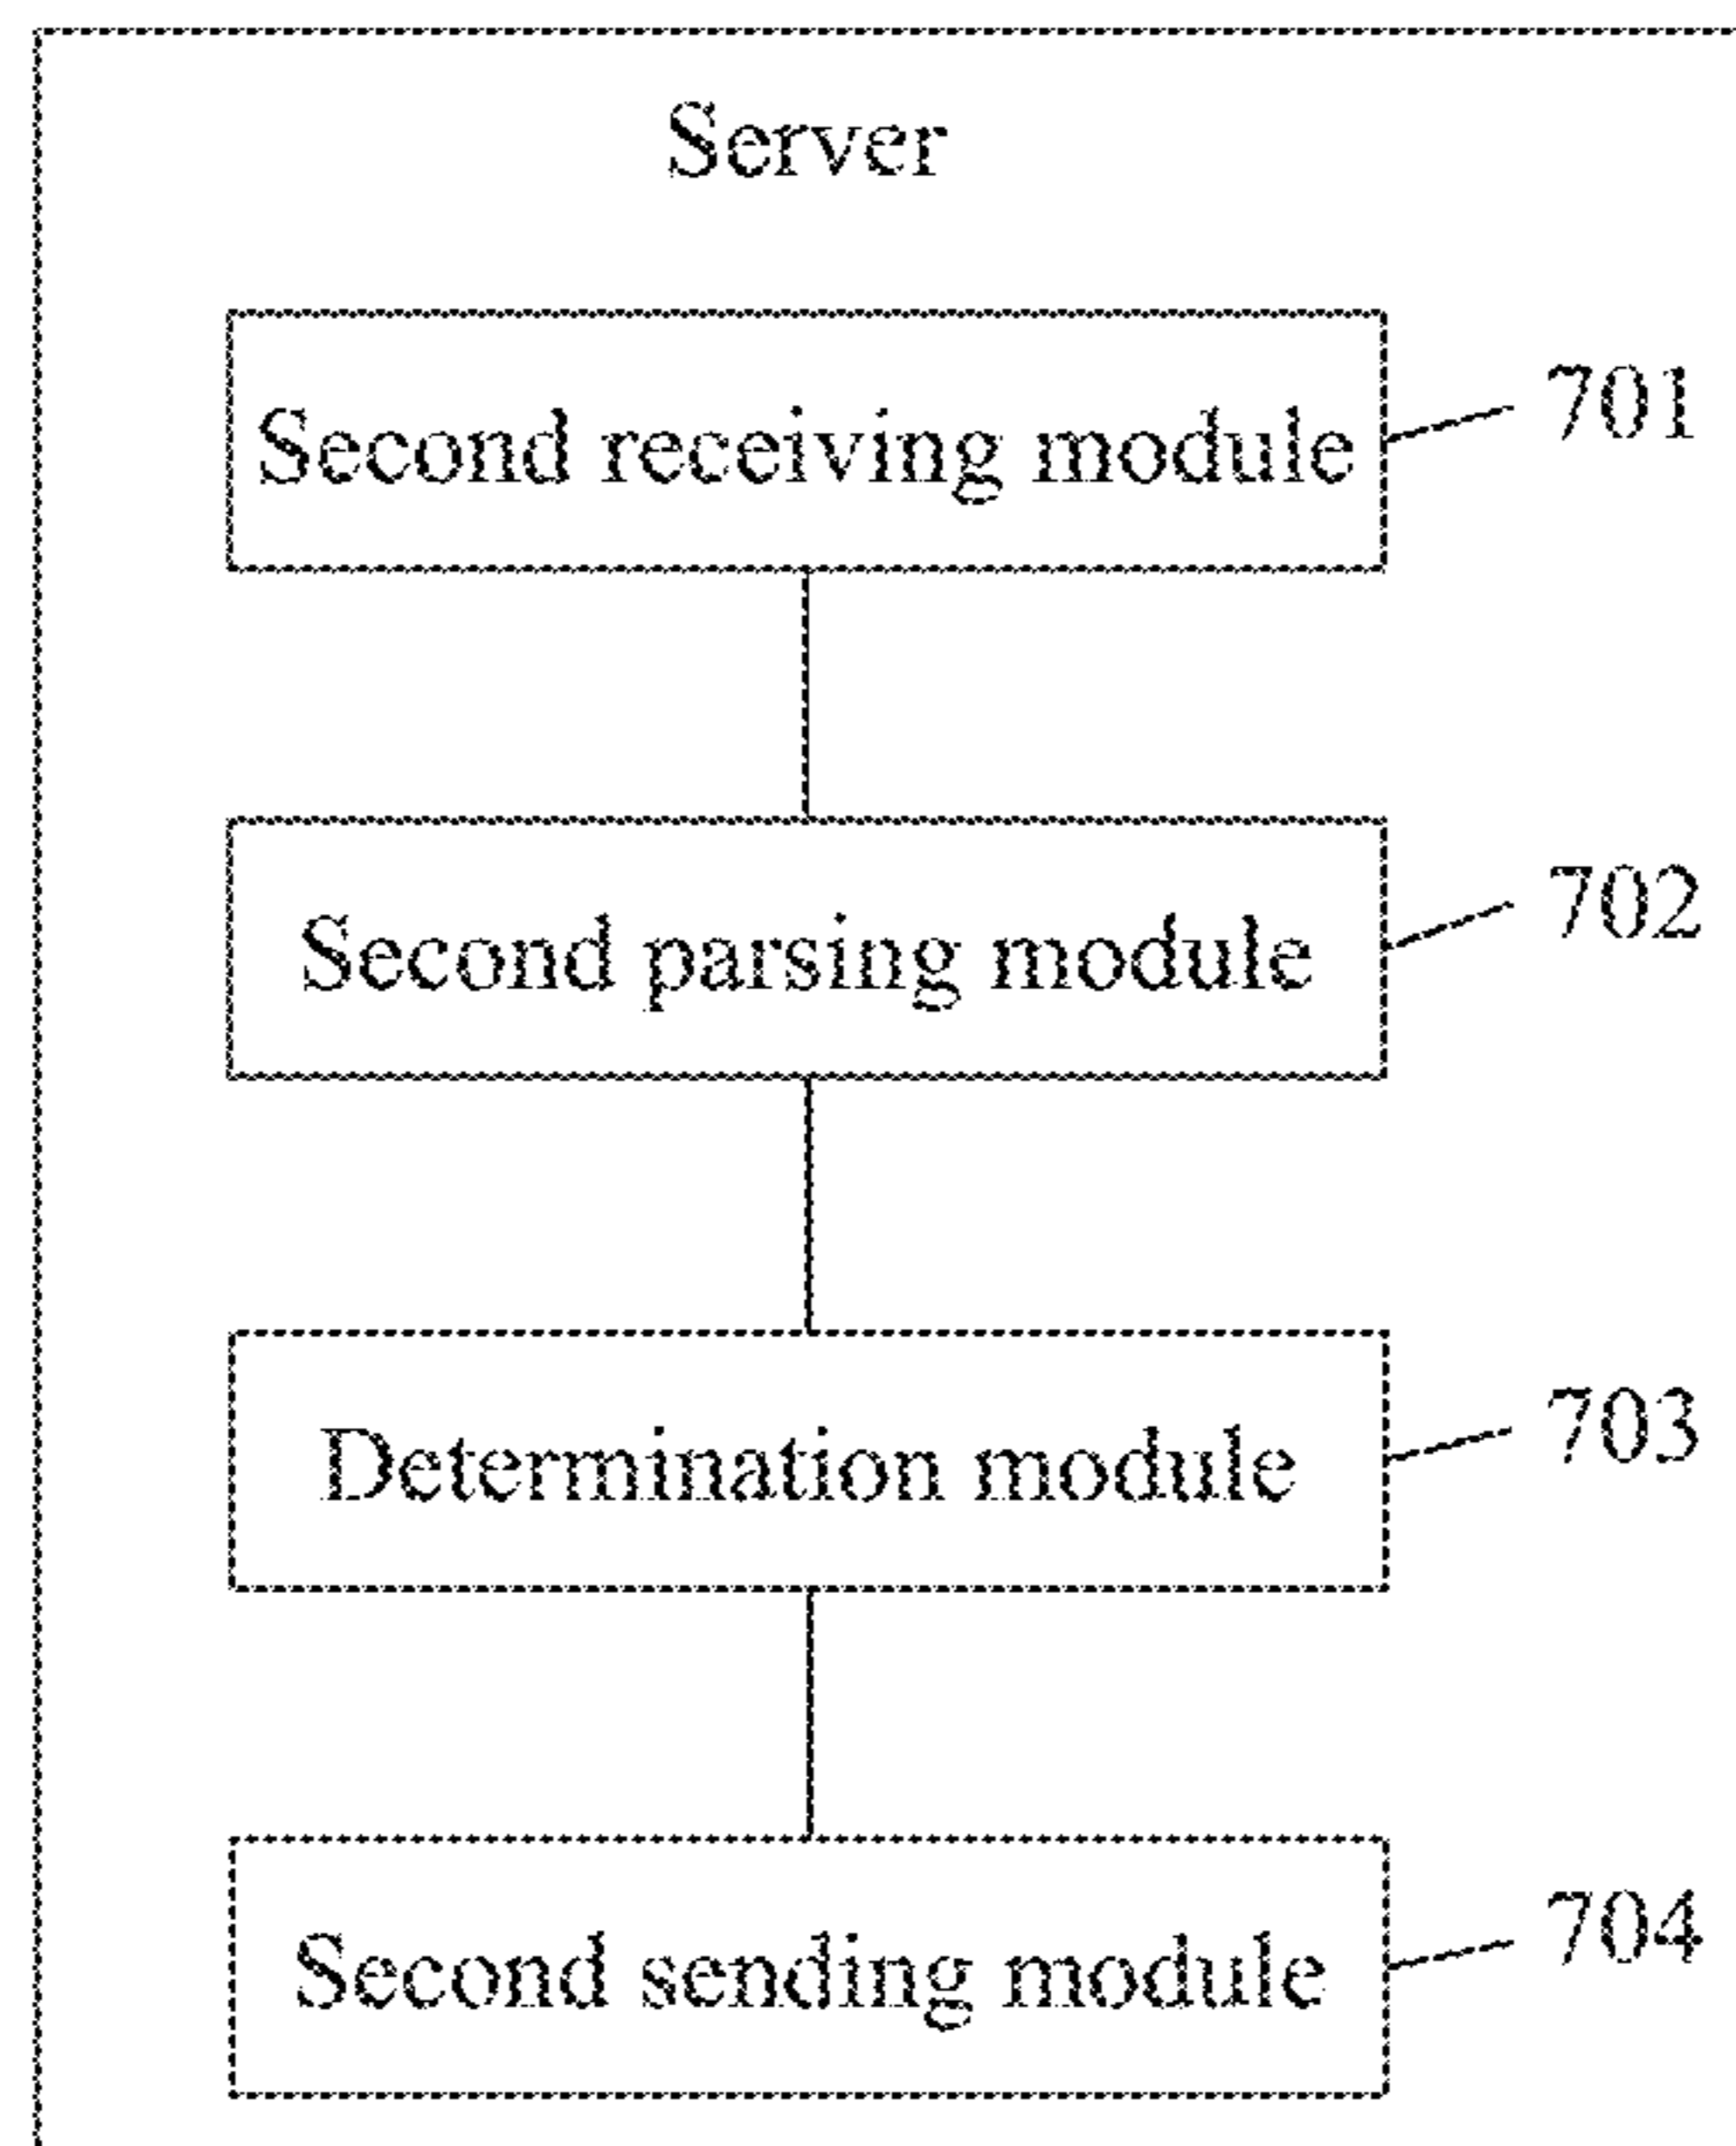 Server
Second receiving module
701
Second parsing module
702
Determination module
703
Second sending module
704